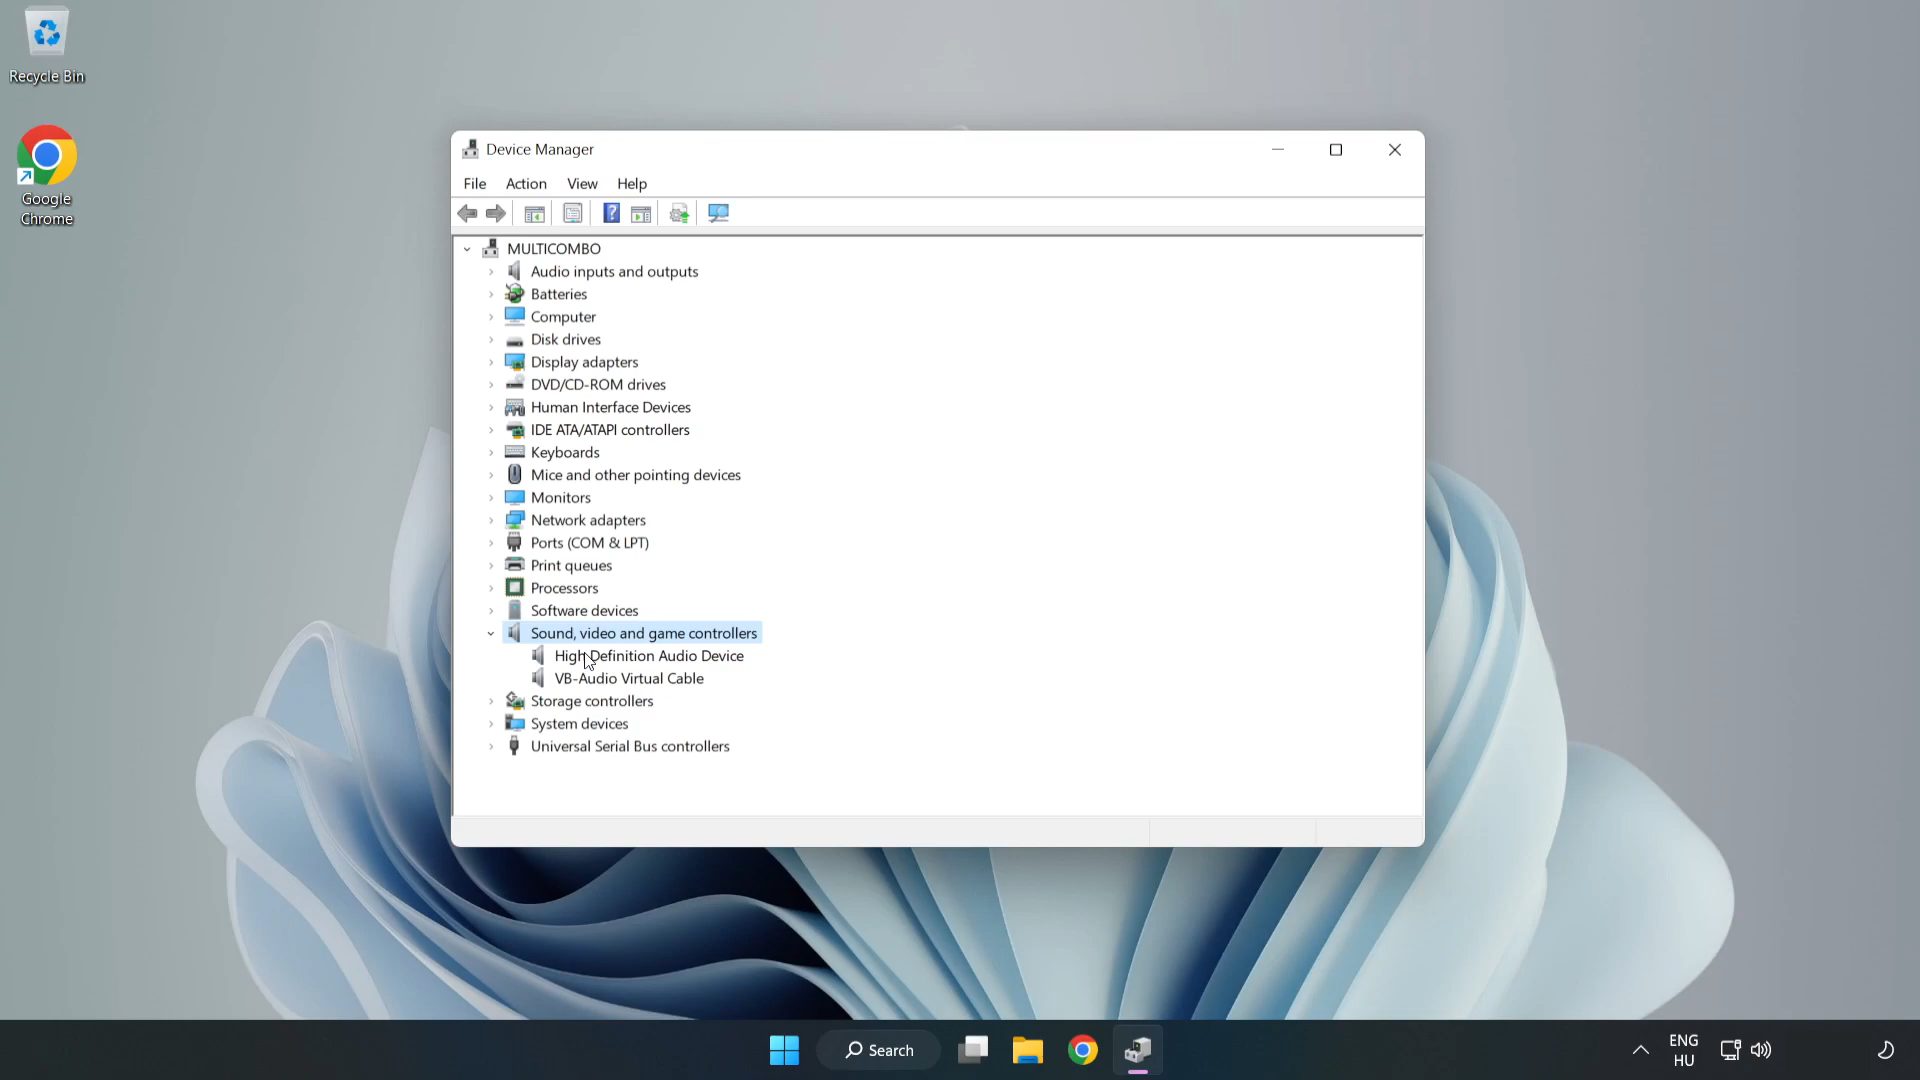 Recycle Bin
Google
Chrome
Device Manager
File Action View Help
MULTICOMBO
Audio inputs and outputs
Batteries
Computer
Disk drives
Display adapters
DVD/CD-ROM drives
Human Interface Devices
IDE ATA/ATAPI controllers
Keyboards
Mice and other pointing devices
Monitors
Network adapters
Ports (COM & LPT)
Print queues
Processors
Software devices
Sound, video and game controllers
High Definition Audio Device
VB-Audio Virtual Cable
Storage controllers
System devices
Universal Serial Bus controllers
Search
ENG
HU